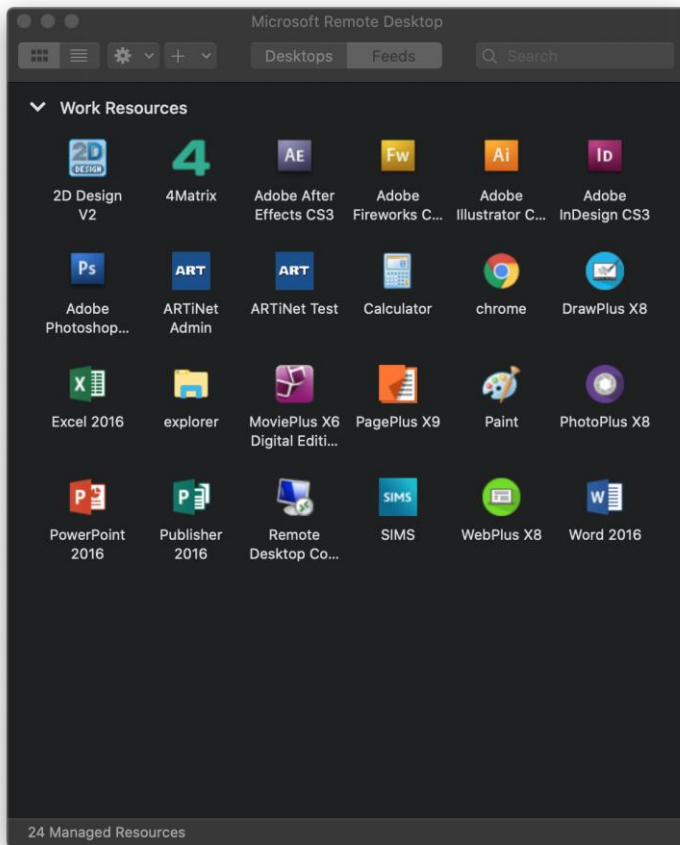 Microsoft Remote Desktop
Desktops Feeds Search
Work Resources
2D
DESIGN
4
AE
Fw
Ai
ID
2D Design
V2
4Matrix
Adobe After
Effects CS3
Adobe
Fireworks C...
Adobe
Illustrator C...
Adobe
InDesign CS3
Ps
ART
ART
Adobe
Photoshop...
ARTiNet
Admin
ARTiNet Test
Calculator
chrome
DrawPlus X8
X
Excel 2016
explorer
MoviePlus X6
Digital Editi...
PagePlus X9
Paint
PhotoPlus X8
P
P
SIMS
W
PowerPoint
2016
Publisher
2016
Remote
Desktop Co...
SIMS
WebPlus X8
Word 2016
24 Managed Resources